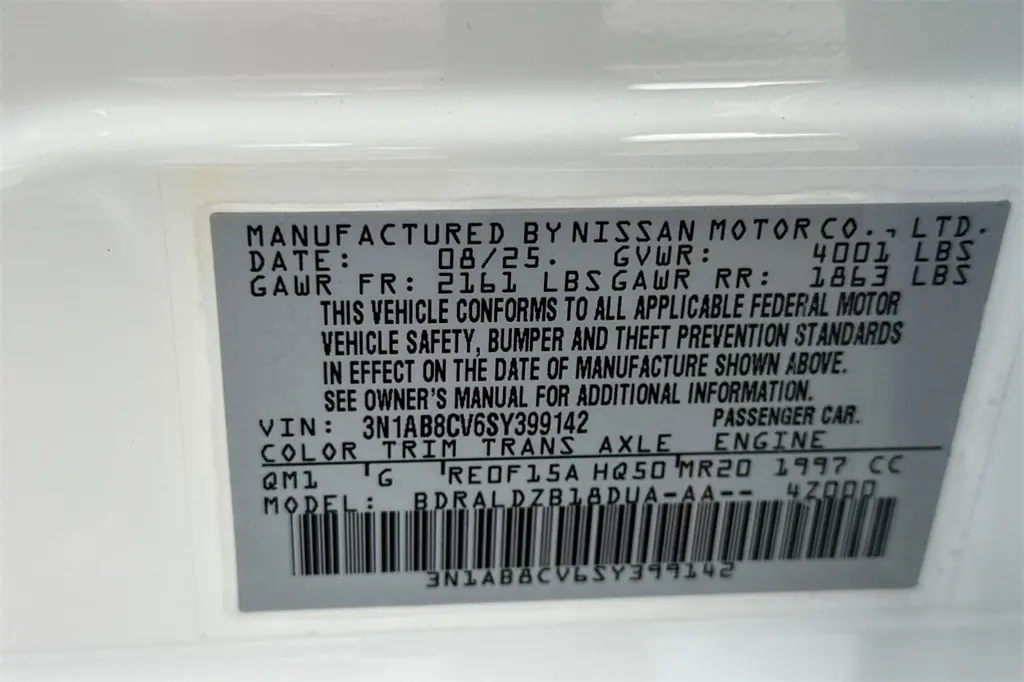 MANUFACTURED BY NISSAN MOTOR CO., LTD.
DATE: 08/25. GVWR: 4001 LBS
GAWR FR: 2161 LBS GAWR RR: 1863 LBS
THIS VEHICLE CONFORMS TO ALL APPLICABLE FEDERAL MOTOR
VEHICLE SAFETY, BUMPER AND THEFT PREVENTION STANDARDS
IN EFFECT ON THE DATE OF MANUFACTURE SHOWN ABOVE.
SEE OWNER'S MANUAL FOR ADDITIONAL INFORMATION.
VIN: 3N1AB8CV6SY399142 PASSENGER CAR.
COLOR TRIM TRANS AXLE ENGINE
QM1 G RE0F15A HQ50 MR20 1997 CC
MODEL: BDRALDZB18DUA-AA-- 4Z000
3N1AB8CV6SY399142